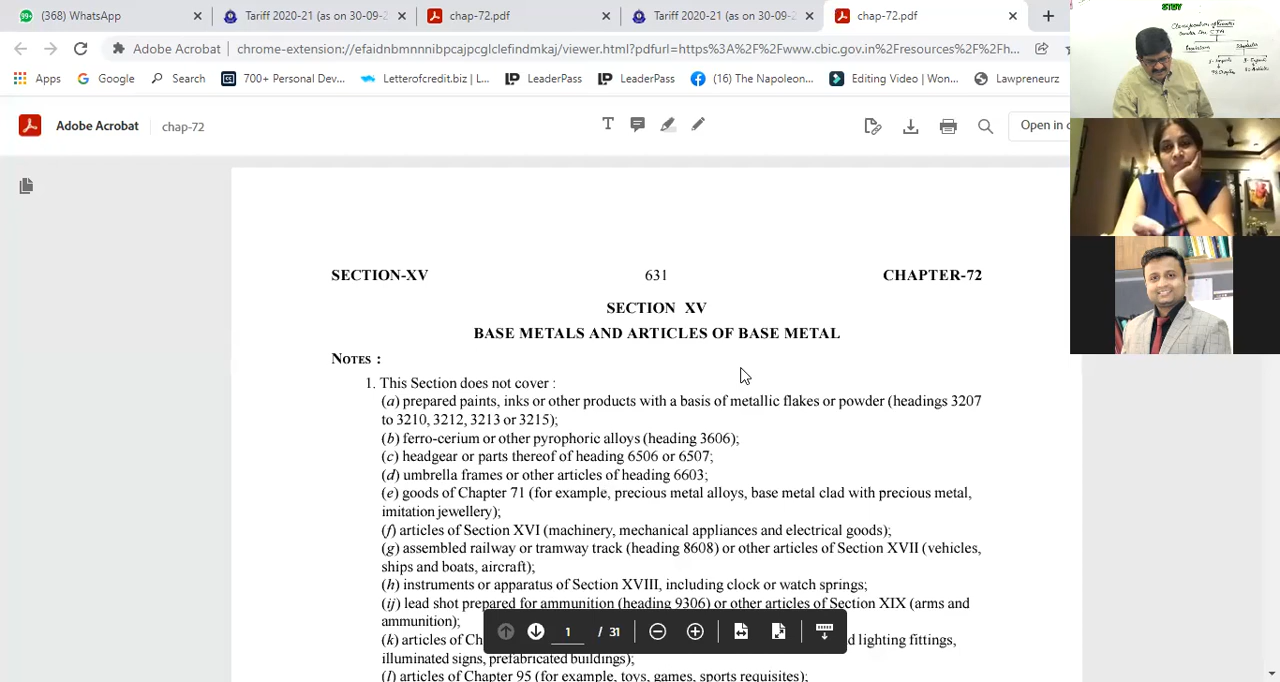 (368) WhatsApp
Tariff 2020-21 (as on 30-09-2
chap-72.pdf
Tariff 2020-21 (as on 30-09-2
chap-72.pdf
Adobe Acrobat
chrome-extension://efaidnbmnnnibpcajpcglclefindmkaj/viewer.html?pdfurl=https%3A%2F%2Fwww.cbic.gov.in%2Fresources%2F%2Fh...
Apps
Google
Search
700+ Personal Dev...
Letterofcredit.biz | L...
LeaderPass
LeaderPass
(16) The Napoleon...
Editing Video | Won...
Lawpreneurz
Adobe Acrobat
chap-72
Open in
STUDY
Classification of
under the CTA
Schedule
SECTION-XV 631 CHAPTER-72
SECTION XV
BASE METALS AND ARTICLES OF BASE METAL
NOTES :
1. This Section does not cover :
(a) prepared paints, inks or other products with a basis of metallic flakes or powder (headings 3207
to 3210, 3212, 3213 or 3215);
(b) ferro-cerium or other pyrophoric alloys (heading 3606);
(c) headgear or parts thereof of heading 6506 or 6507;
(d) umbrella frames or other articles of heading 6603;
(e) goods of Chapter 71 (for example, precious metal alloys, base metal clad with precious metal,
imitation jewellery);
(f) articles of Section XVI (machinery, mechanical appliances and electrical goods);
(g) assembled railway or tramway track (heading 8608) or other articles of Section XVII (vehicles,
ships and boats, aircraft);
(h) instruments or apparatus of Section XVIII, including clock or watch springs;
(ij) lead shot prepared for ammunition (heading 9306) or other articles of Section XIX (arms and
ammunition);
(k) articles of Ch d lighting fittings,
illuminated signs, prefabricated buildings);
(l) articles of Chapter 95 (for example, toys, games, sports requisites);
1 / 31